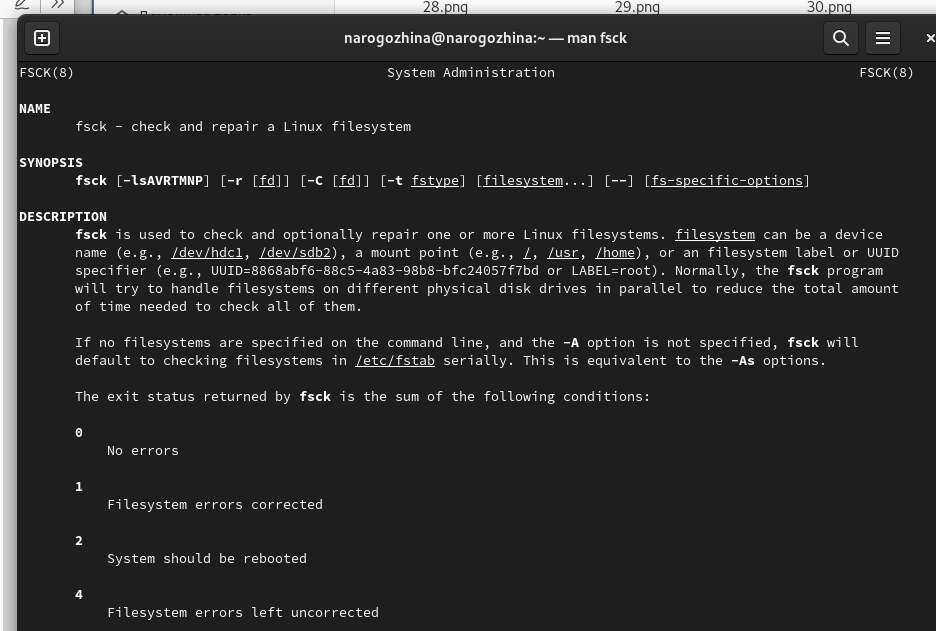 28.png 29.png 30.png
narogozhina@narogozhina:~ — man fsck
FSCK(8) System Administration FSCK(8)
NAME
fsck - check and repair a Linux filesystem
SYNOPSIS
fsck [-lsAVRTMNP] [-r [fd]] [-C [fd]] [-t fstype] [filesystem...] [--] [fs-specific-options]
DESCRIPTION
fsck is used to check and optionally repair one or more Linux filesystems. filesystem can be a device
name (e.g., /dev/hdc1, /dev/sdb2), a mount point (e.g., /, /usr, /home), or an filesystem label or UUID
specifier (e.g., UUID=8868abf6-88c5-4a83-98b8-bfc24057f7bd or LABEL=root). Normally, the fsck program
will try to handle filesystems on different physical disk drives in parallel to reduce the total amount
of time needed to check all of them.
If no filesystems are specified on the command line, and the -A option is not specified, fsck will
default to checking filesystems in /etc/fstab serially. This is equivalent to the -As options.
The exit status returned by fsck is the sum of the following conditions:
0
No errors
1
Filesystem errors corrected
2
System should be rebooted
4
Filesystem errors left uncorrected